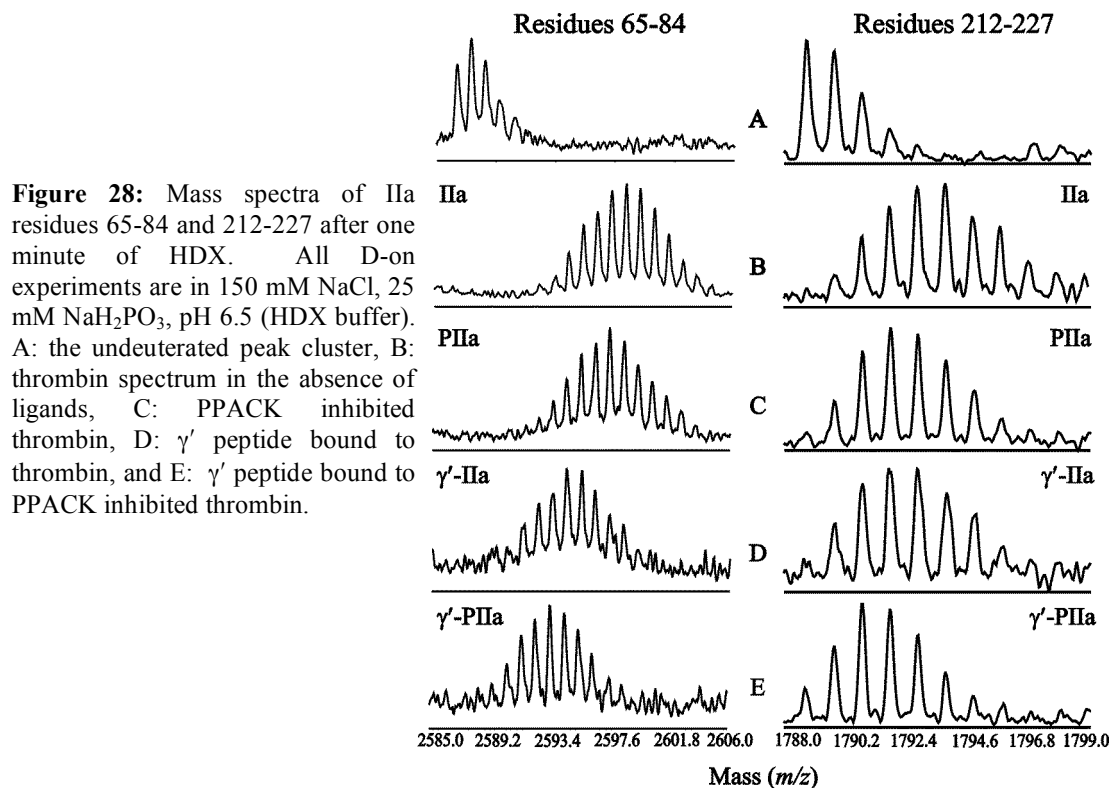 Residues 65-84
Residues 212-227
A
IIa
IIa
B
Figure 28: Mass spectra of IIa
residues 65-84 and 212-227 after one
minute of HDX. All D-on
experiments are in 150 mM NaCl, 25
mM NaH₂PO₃, pH 6.5 (HDX buffer).
A: the undeuterated peak cluster, B:
thrombin spectrum in the absence of
ligands, C: PPACK inhibited
thrombin, D: γ′ peptide bound to
thrombin, and E: γ′ peptide bound to
PPACK inhibited thrombin.
PIIa
PIIa
C
γ′-IIa
γ′-IIa
D
γ′-PIIa
γ′-PIIa
E
2585.0 2589.2 2593.4 2597.6 2601.8 2606.0
1788.0 1790.2 1792.4 1794.6 1796.8 1799.0
Mass (m/z)